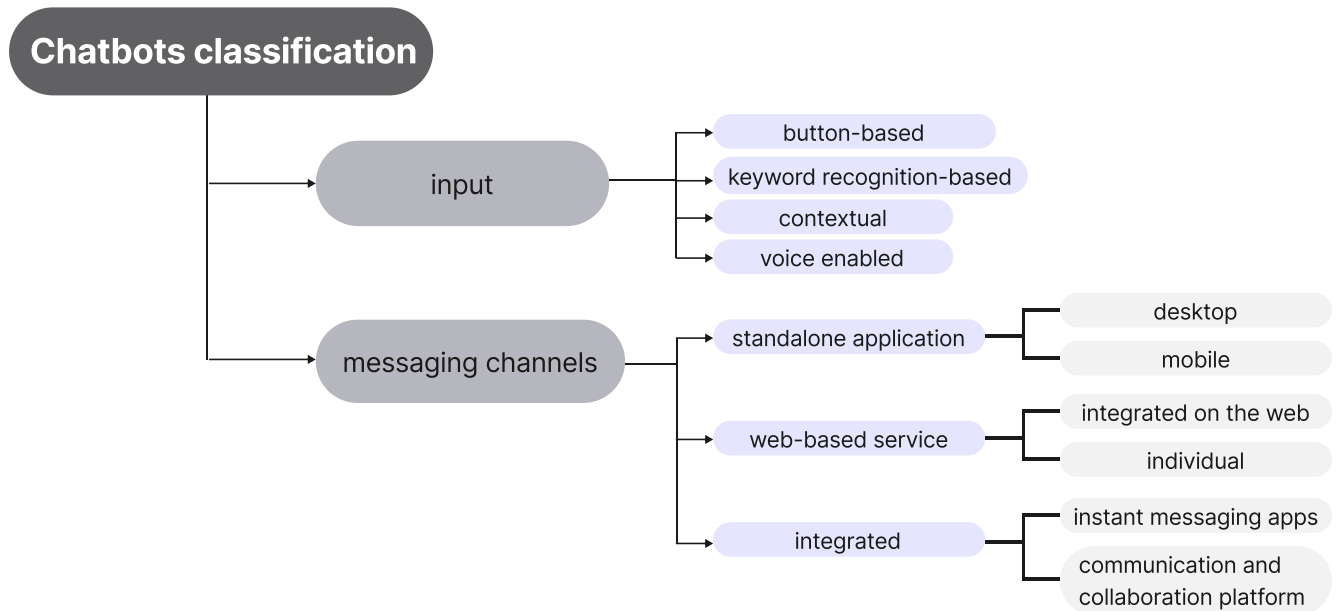 Chatbots classification
input
button-based
keyword recognition-based
contextual
voice enabled
messaging channels
standalone application
desktop
mobile
web-based service
integrated on the web
individual
integrated
instant messaging apps
communication and
collaboration platform